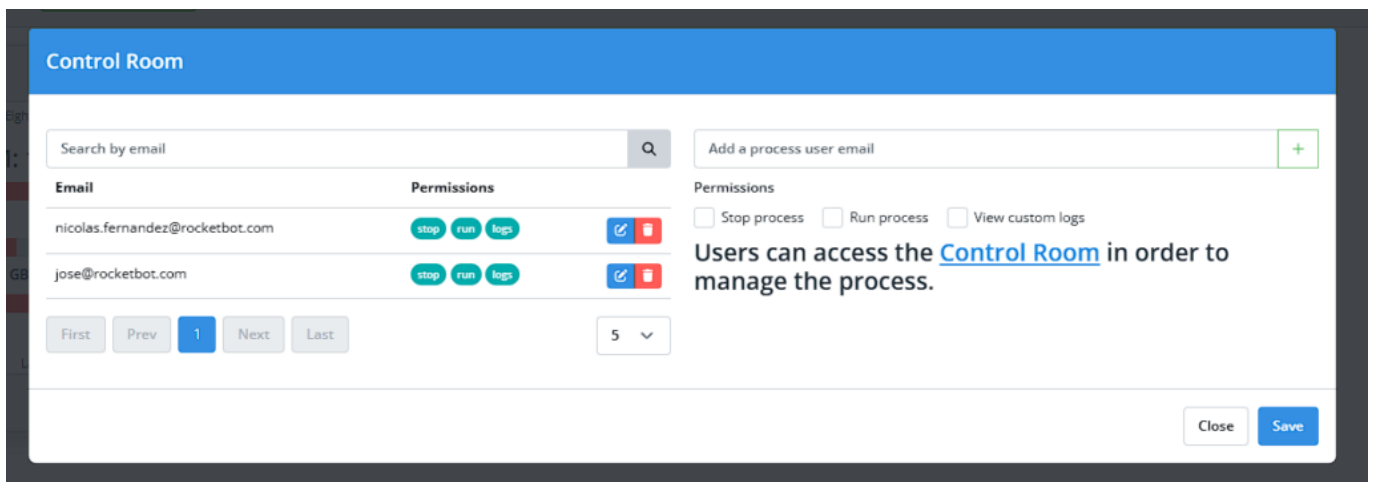 Control Room
Search by email
Add a process user email
+
Email Permissions
Permissions
nicolas.fernandez@rocketbot.com stop run logs
Stop process Run process View custom logs
jose@rocketbot.com stop run logs
Users can access the Control Room in order to
manage the process.
First Prev 1 Next Last 5
Close Save
GB